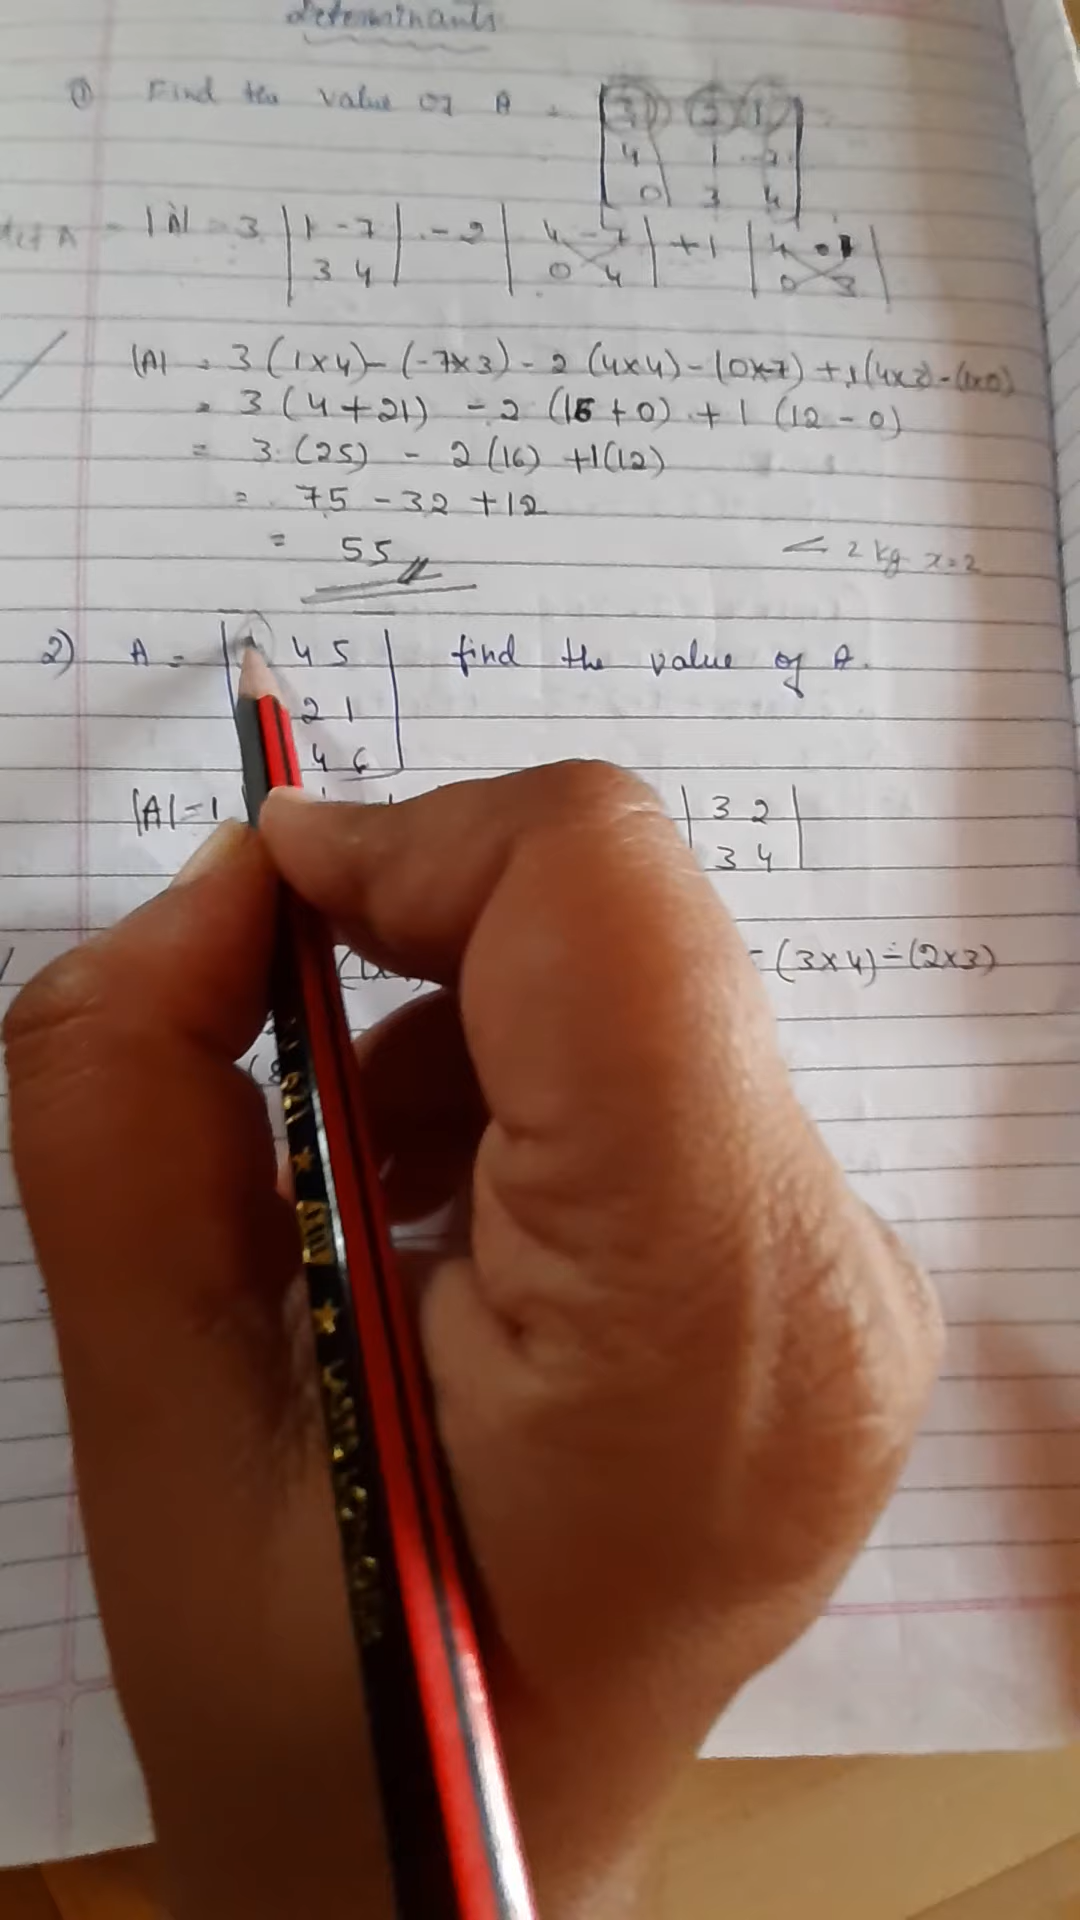 determinants
① Find the value of A =
3 2 1
4 1 -7
0 3 4
det A = |A| = 3 | 1 -7 | - 2 | 4 -7 | + 1 | 4 1 |
3 4 0 4 0 3
|A| = 3 (1x4) - (-7x3) - 2 (4x4) - (0x-7) + 1 (4x3) - (1x0)
= 3 (4 + 21) - 2 (16 + 0) + 1 (12 - 0)
= 3 (25) - 2 (16) +1(12)
= 75 - 32 + 12
= 55
< 2 kg x=2
2) A = 4 5 find the value of A.
2 1
4 6
|A| = 1 | 3 2 |
3 4
= (3x4) - (2x3)
(8